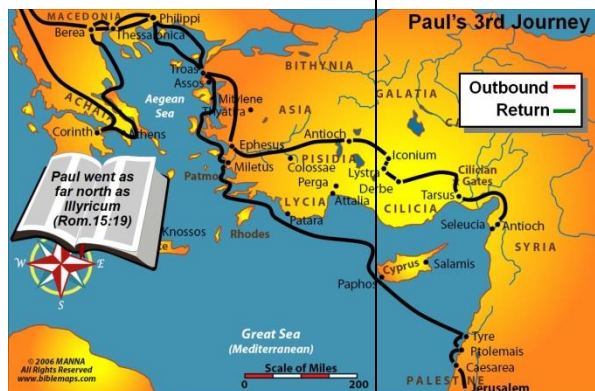 Paul's 3rd Journey
Outbound
Return
MACEDONIA
Philippi
Berea
Thessalonica
Troas
Assos
BITHYNIA
GALATIA
Aegean
Sea
Mitylene
Thyatira
ASIA
ACHAIA
Corinth
Athens
Ephesus
Antioch
Iconium
PISIDIA
Lystra
Derbe
Cilician
Gates
Miletus
Colossae
Patmos
Perga
Attalia
Tarsus
CILICIA
LYCIA
Seleucia
Antioch
SYRIA
Paul went as
far north as
Illyricum
(Rom.15:19)
Knossos
Rhodes
Patara
Cyprus
Salamis
Paphos
W
E
S
Great Sea
(Mediterranean)
Tyre
Ptolemais
Caesarea
PALESTINE
Jerusalem
Scale of Miles
0
200
© 2006 MANNA
All Rights Reserved
www.biblemaps.com